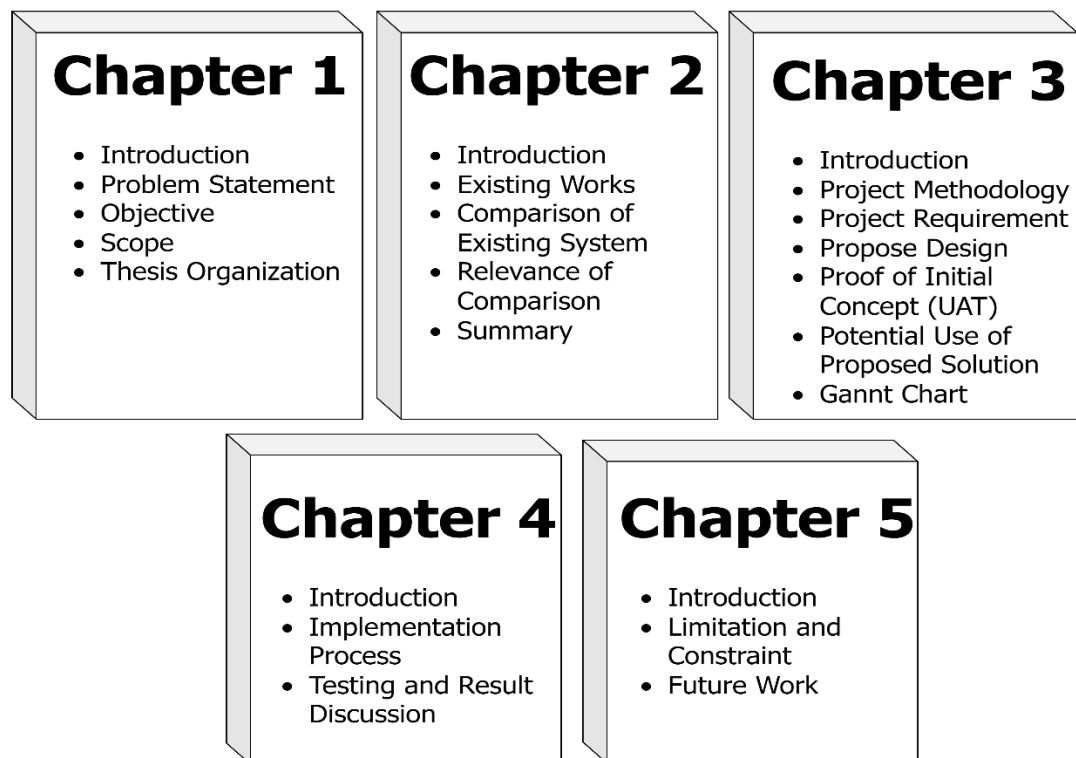 Chapter 1
• Introduction
• Problem Statement
• Objective
• Scope
• Thesis Organization
Chapter 2
• Introduction
• Existing Works
• Comparison of
Existing System
• Relevance of
Comparison
• Summary
Chapter 3
• Introduction
• Project Methodology
• Project Requirement
• Propose Design
• Proof of Initial
Concept (UAT)
• Potential Use of
Proposed Solution
• Gannt Chart
Chapter 4
• Introduction
• Implementation
Process
• Testing and Result
Discussion
Chapter 5
• Introduction
• Limitation and
Constraint
• Future Work